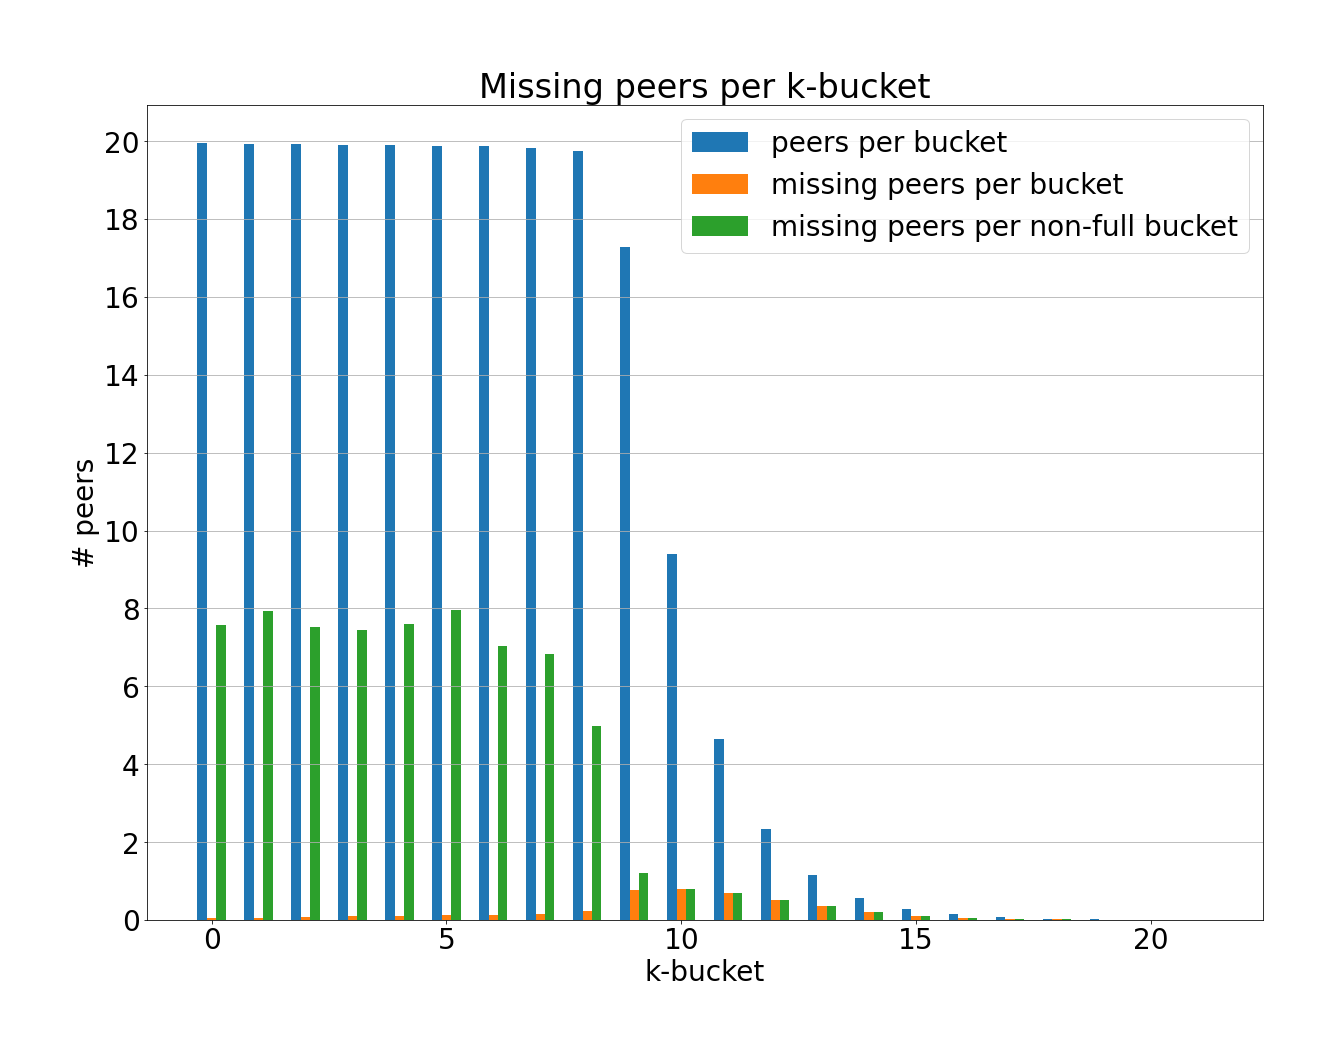 Missing peers per k-bucket
peers per bucket
missing peers per bucket
missing peers per non-full bucket
20
18
16
14
12
10
8
6
4
2
0
# peers
0 5 10 15 20
k-bucket